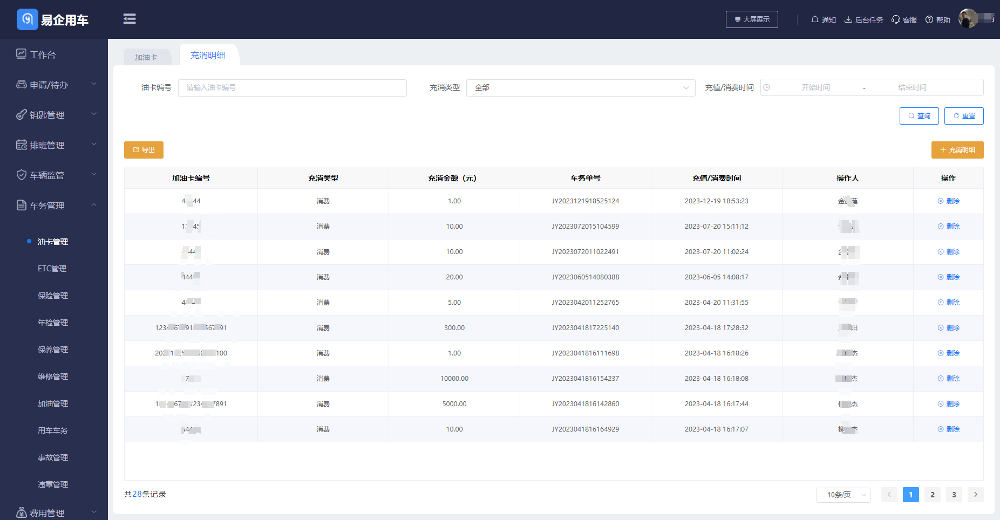 易企用车
大屏展示 通知 后台任务 客服 帮助
工作台
申请/待办
钥匙管理
排班管理
车辆监管
车务管理
油卡管理
ETC管理
保险管理
年检管理
保养管理
维修管理
加油管理
用车车务
事故管理
违章管理
费用管理
加油卡 充消明细
油卡编号 请输入油卡编号 充消类型 全部 充值/消费时间 开始时间 - 结束时间
查询 重置
导出 充消明细
加油卡编号 充消类型 充消金额（元） 车务单号 充值/消费时间 操作人 操作
消费 1.00 JY2023121918525124 2023-12-19 18:53:23 删除
消费 10.00 JY2023072015104599 2023-07-20 15:11:12 删除
消费 10.00 JY2023072011022491 2023-07-20 11:02:24 删除
消费 20.00 JY2023060514080388 2023-06-05 14:08:17 删除
消费 5.00 JY2023042011252765 2023-04-20 11:31:55 删除
消费 300.00 JY2023041817225140 2023-04-18 17:28:32 删除
消费 1.00 JY2023041816111698 2023-04-18 16:18:26 删除
消费 10000.00 JY2023041816154237 2023-04-18 16:18:08 删除
消费 5000.00 JY2023041816142860 2023-04-18 16:17:44 删除
消费 10.00 JY2023041816164929 2023-04-18 16:17:07 删除
共28条记录 10条/页 1 2 3